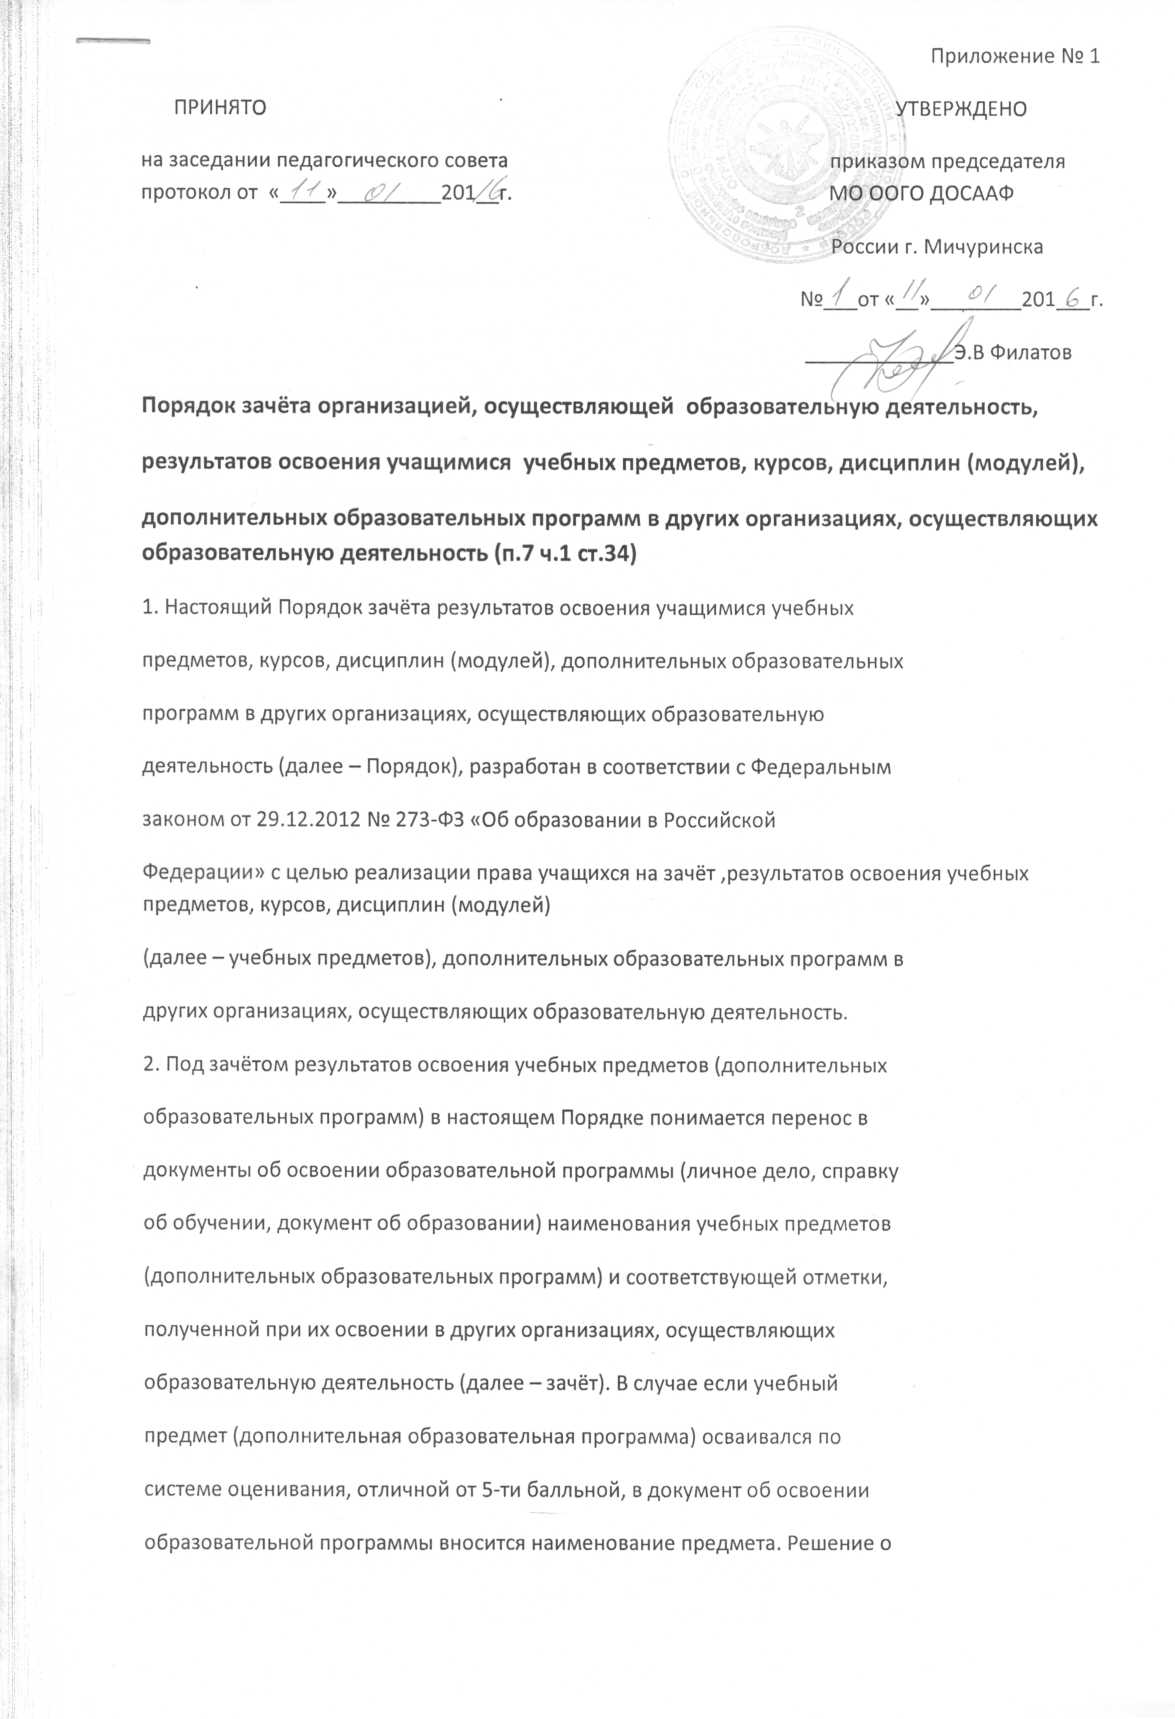 Приложение № 1
ПРИНЯТО
УТВЕРЖДЕНО
на заседании педагогического совета
приказом председателя
протокол от «11» 01 2016г.
МО ООГО ДОСААФ
России г. Мичуринска
№ 1 от «11» 01 2016 г.
Э.В Филатов
Порядок зачёта организацией, осуществляющей образовательную деятельность,
результатов освоения учащимися учебных предметов, курсов, дисциплин (модулей),
дополнительных образовательных программ в других организациях, осуществляющих
образовательную деятельность (п.7 ч.1 ст.34)
1. Настоящий Порядок зачёта результатов освоения учащимися учебных
предметов, курсов, дисциплин (модулей), дополнительных образовательных
программ в других организациях, осуществляющих образовательную
деятельность (далее – Порядок), разработан в соответствии с Федеральным
законом от 29.12.2012 № 273-ФЗ «Об образовании в Российской
Федерации» с целью реализации права учащихся на зачёт ,результатов освоения учебных
предметов, курсов, дисциплин (модулей)
(далее – учебных предметов), дополнительных образовательных программ в
других организациях, осуществляющих образовательную деятельность.
2. Под зачётом результатов освоения учебных предметов (дополнительных
образовательных программ) в настоящем Порядке понимается перенос в
документы об освоении образовательной программы (личное дело, справку
об обучении, документ об образовании) наименования учебных предметов
(дополнительных образовательных программ) и соответствующей отметки,
полученной при их освоении в других организациях, осуществляющих
образовательную деятельность (далее – зачёт). В случае если учебный
предмет (дополнительная образовательная программа) осваивался по
системе оценивания, отличной от 5-ти балльной, в документ об освоении
образовательной программы вносится наименование предмета. Решение о